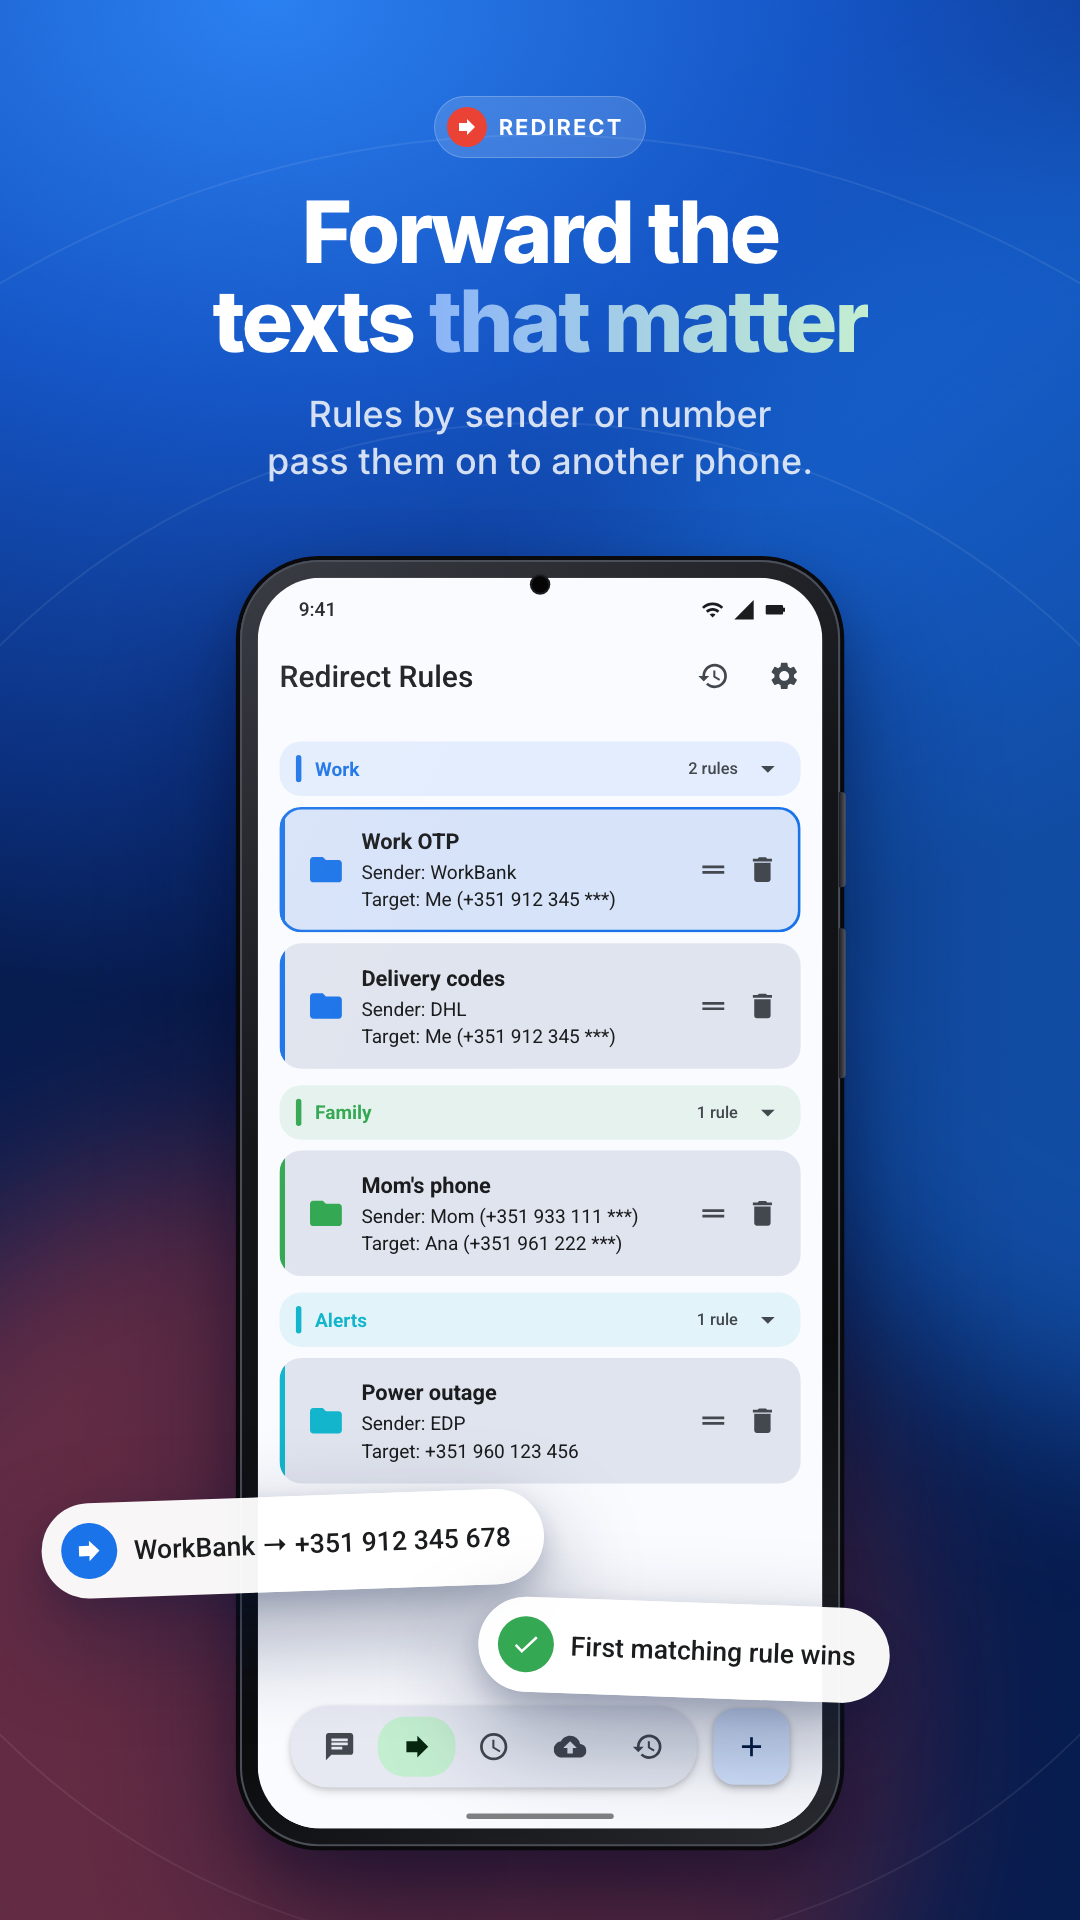 REDIRECT
Forward the
texts that matter
Rules by sender or number
pass them on to another phone.
9:41
Redirect Rules
Work
2 rules
Work OTP
Sender: WorkBank
Target: Me (+351 912 345 ***)
Delivery codes
Sender: DHL
Target: Me (+351 912 345 ***)
Family
1 rule
Mom's phone
Sender: Mom (+351 933 111 ***)
Target: Ana (+351 961 222 ***)
Alerts
1 rule
Power outage
Sender: EDP
Target: +351 960 123 456
WorkBank → +351 912 345 678
First matching rule wins